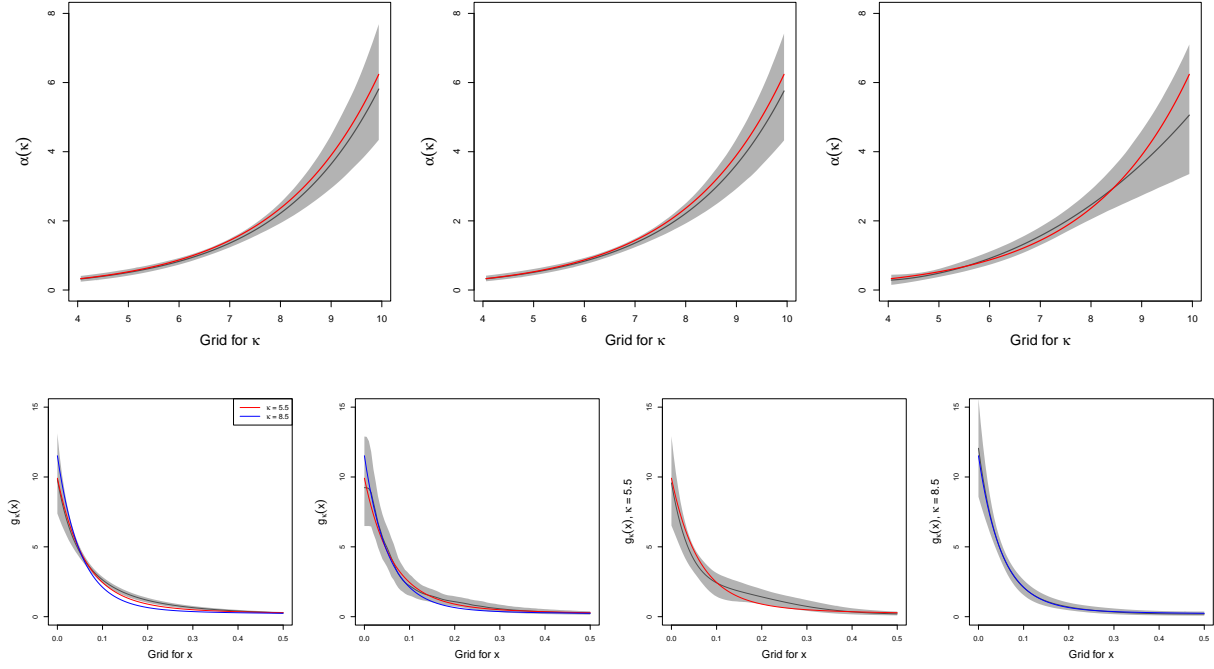 α(κ)
0 2 4 6 8
4 5 6 7 8 9 10
Grid for κ
α(κ)
0 2 4 6 8
4 5 6 7 8 9 10
Grid for κ
α(κ)
0 2 4 6 8
4 5 6 7 8 9 10
Grid for κ
gκ(x)
0 5 10 15
κ = 5.5
κ = 8.5
0.0 0.1 0.2 0.3 0.4 0.5
Grid for x
gκ(x)
0 5 10 15
0.0 0.1 0.2 0.3 0.4 0.5
Grid for x
gκ(x), κ = 5.5
0 5 10 15
0.0 0.1 0.2 0.3 0.4 0.5
Grid for x
gκ(x), κ = 8.5
0 5 10 15
0.0 0.1 0.2 0.3 0.4 0.5
Grid for x